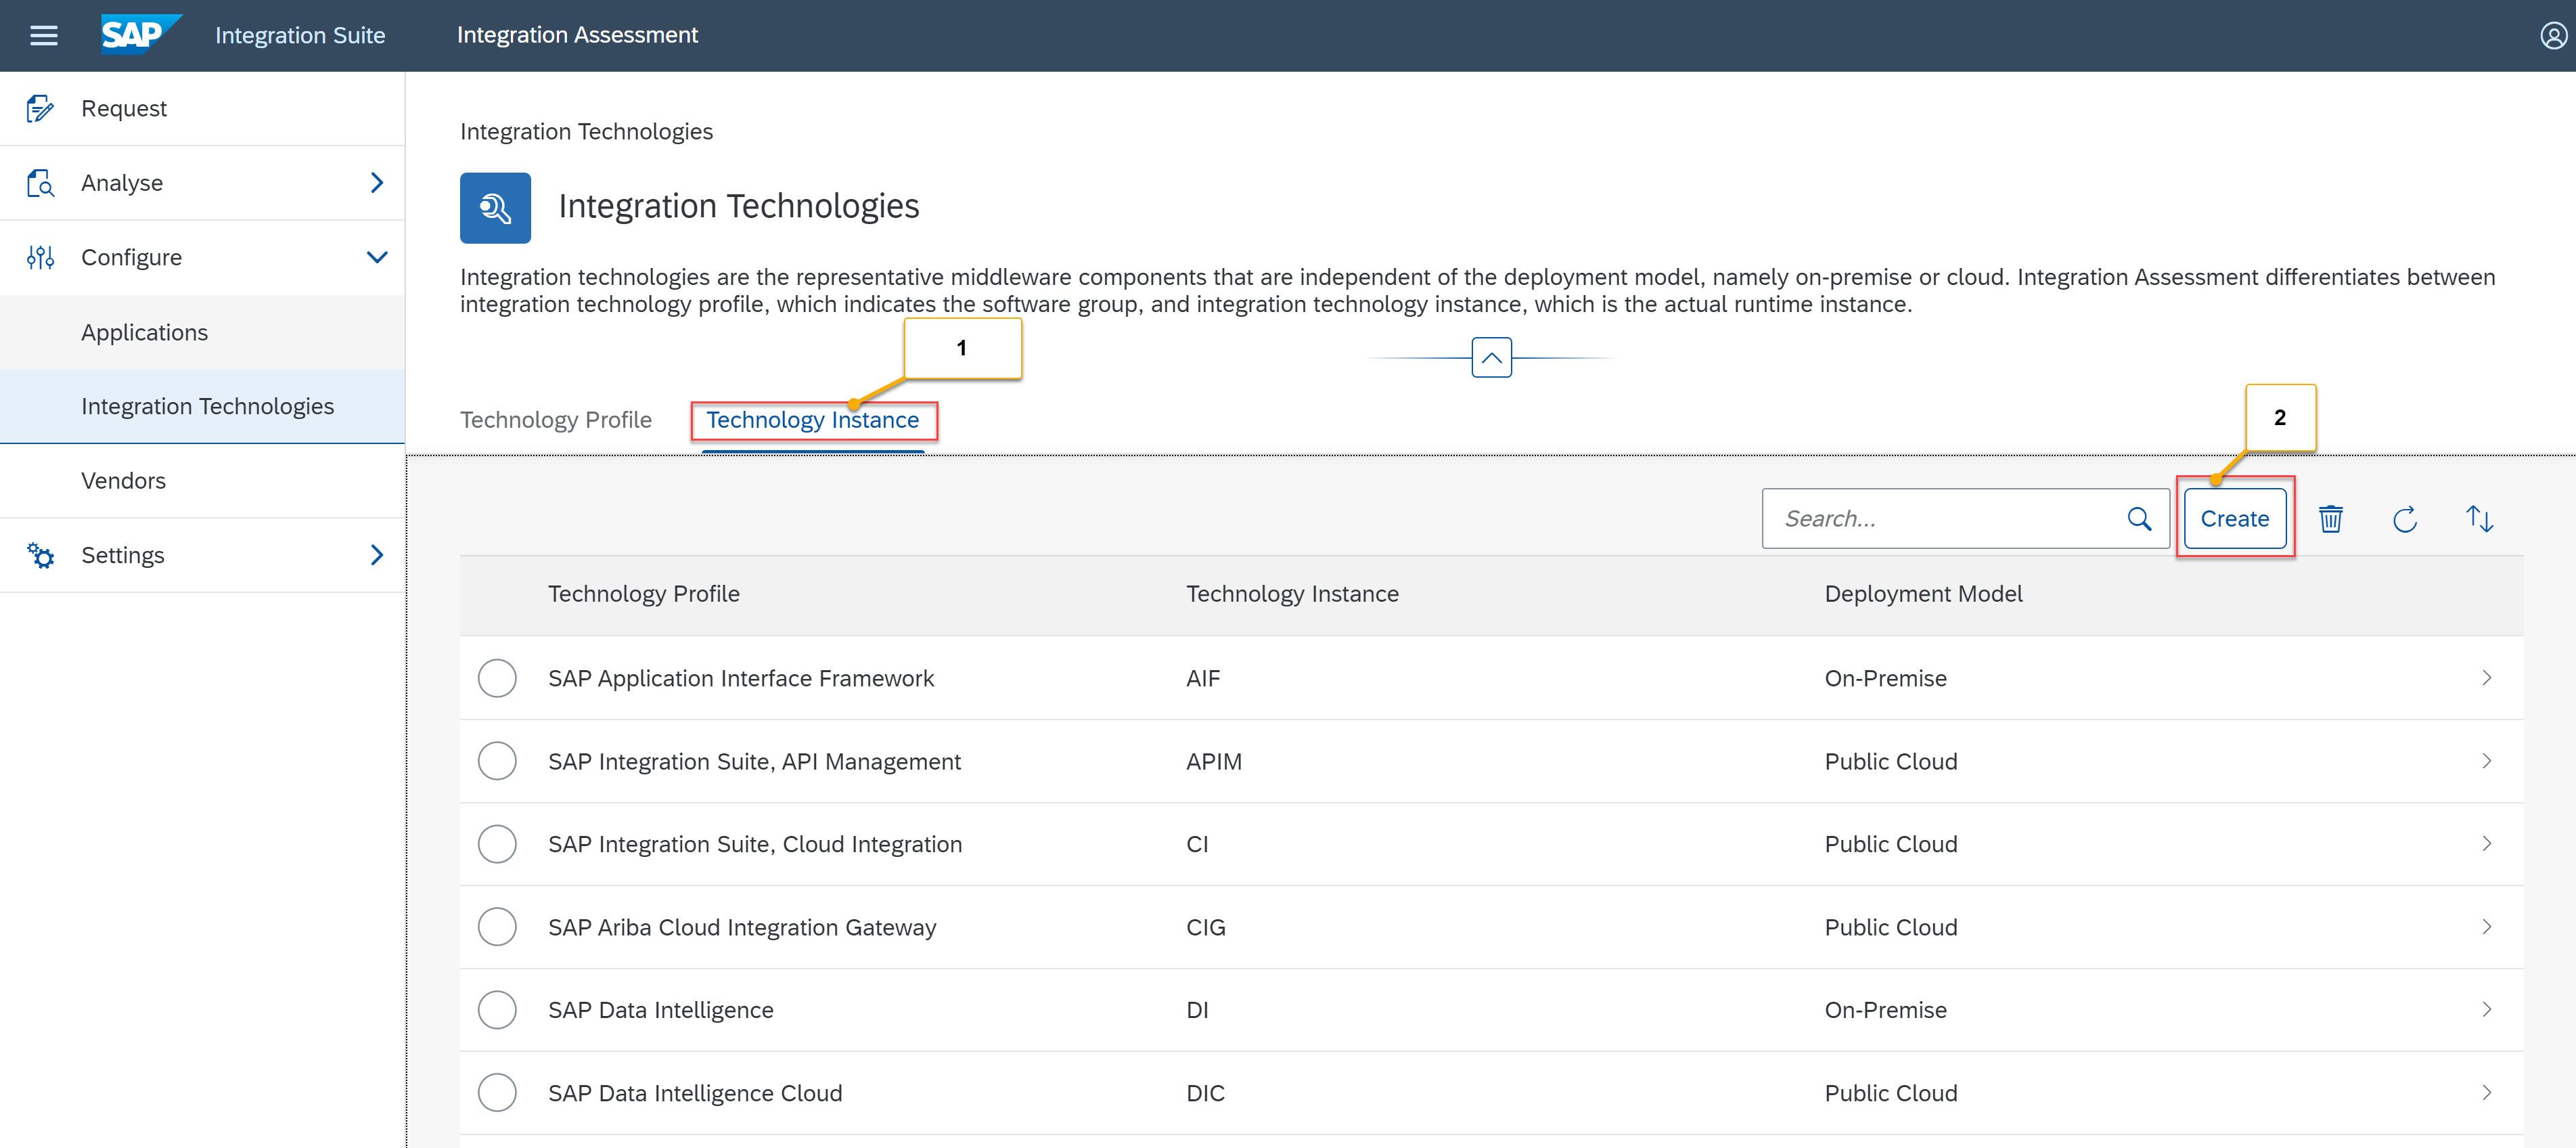 SAP Integration Suite Integration Assessment
Request
Analyse
Configure
Applications
Integration Technologies
Vendors
Settings
Integration Technologies
Integration Technologies
Integration technologies are the representative middleware components that are independent of the deployment model, namely on-premise or cloud. Integration Assessment differentiates between
integration technology profile, which indicates the software group, and integration technology instance, which is the actual runtime instance.
1
Technology Profile Technology Instance
2
Search... Create
Technology Profile Technology Instance Deployment Model
SAP Application Interface Framework AIF On-Premise
SAP Integration Suite, API Management APIM Public Cloud
SAP Integration Suite, Cloud Integration CI Public Cloud
SAP Ariba Cloud Integration Gateway CIG Public Cloud
SAP Data Intelligence DI On-Premise
SAP Data Intelligence Cloud DIC Public Cloud